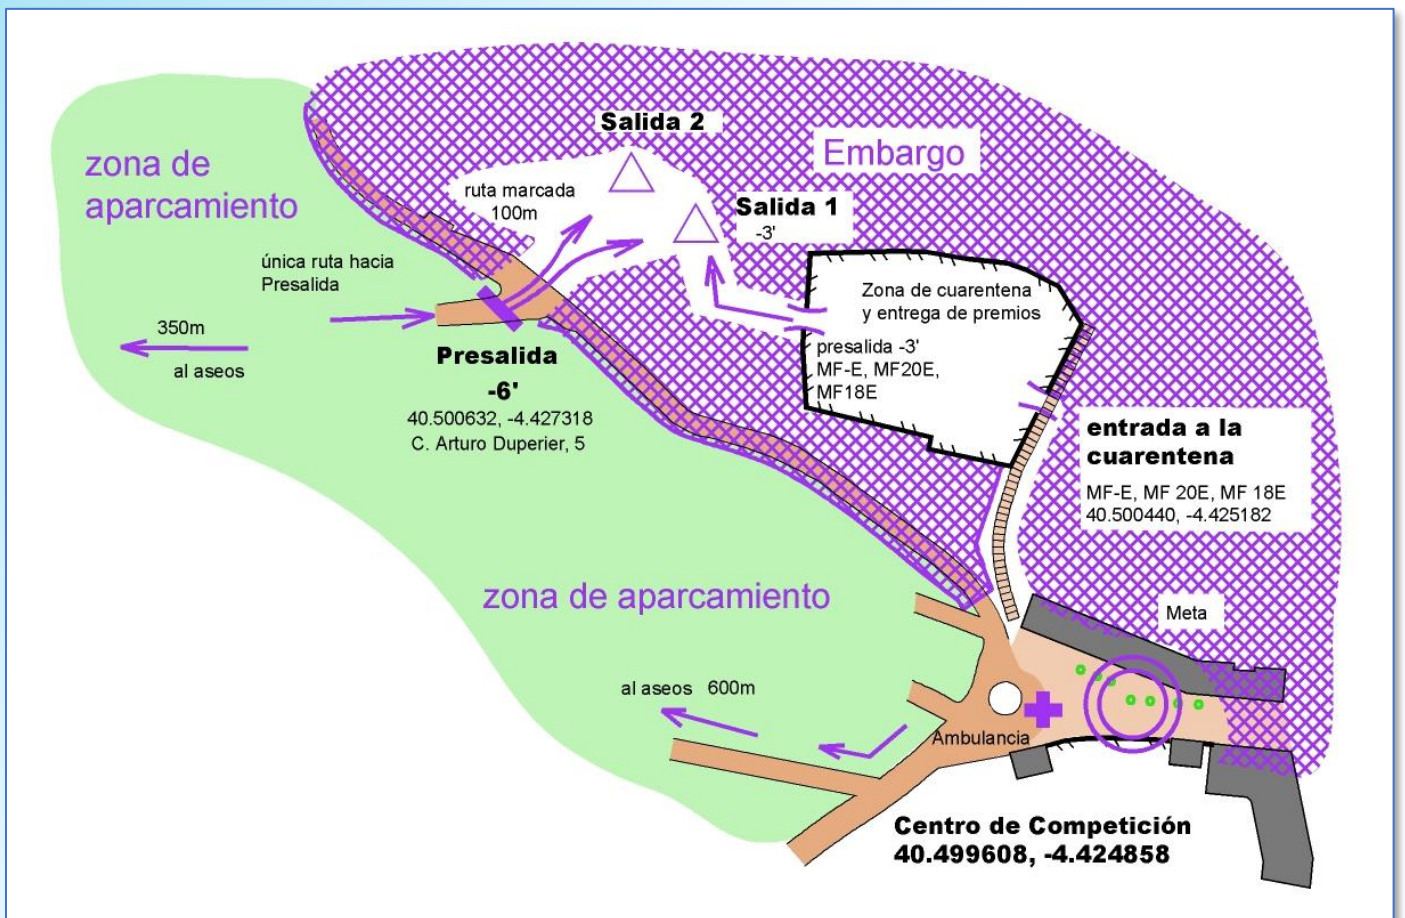 Salida 2
Embargo
zona de
aparcamiento
ruta marcada
100m
Salida 1
-3'
única ruta hacia
Presalida
Zona de cuarentena
y entrega de premios
350m
al aseos
presalida -3'
MF-E, MF20E,
MF18E
Presalida
-6'
40.500632, -4.427318
C. Arturo Duperier, 5
entrada a la
cuarentena
MF-E, MF 20E, MF 18E
40.500440, -4.425182
zona de aparcamiento
Meta
al aseos 600m
Ambulancia
Centro de Competición
40.499608, -4.424858